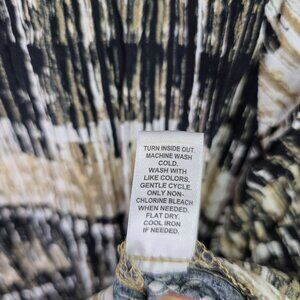 TURN INSIDE OUT.
MACHINE WASH
COLD.
WASH WITH
LIKE COLORS.
GENTLE CYCLE.
ONLY NON-
CHLORINE BLEACH
WHEN NEEDED.
FLAT DRY.
COOL IRON
IF NEEDED.